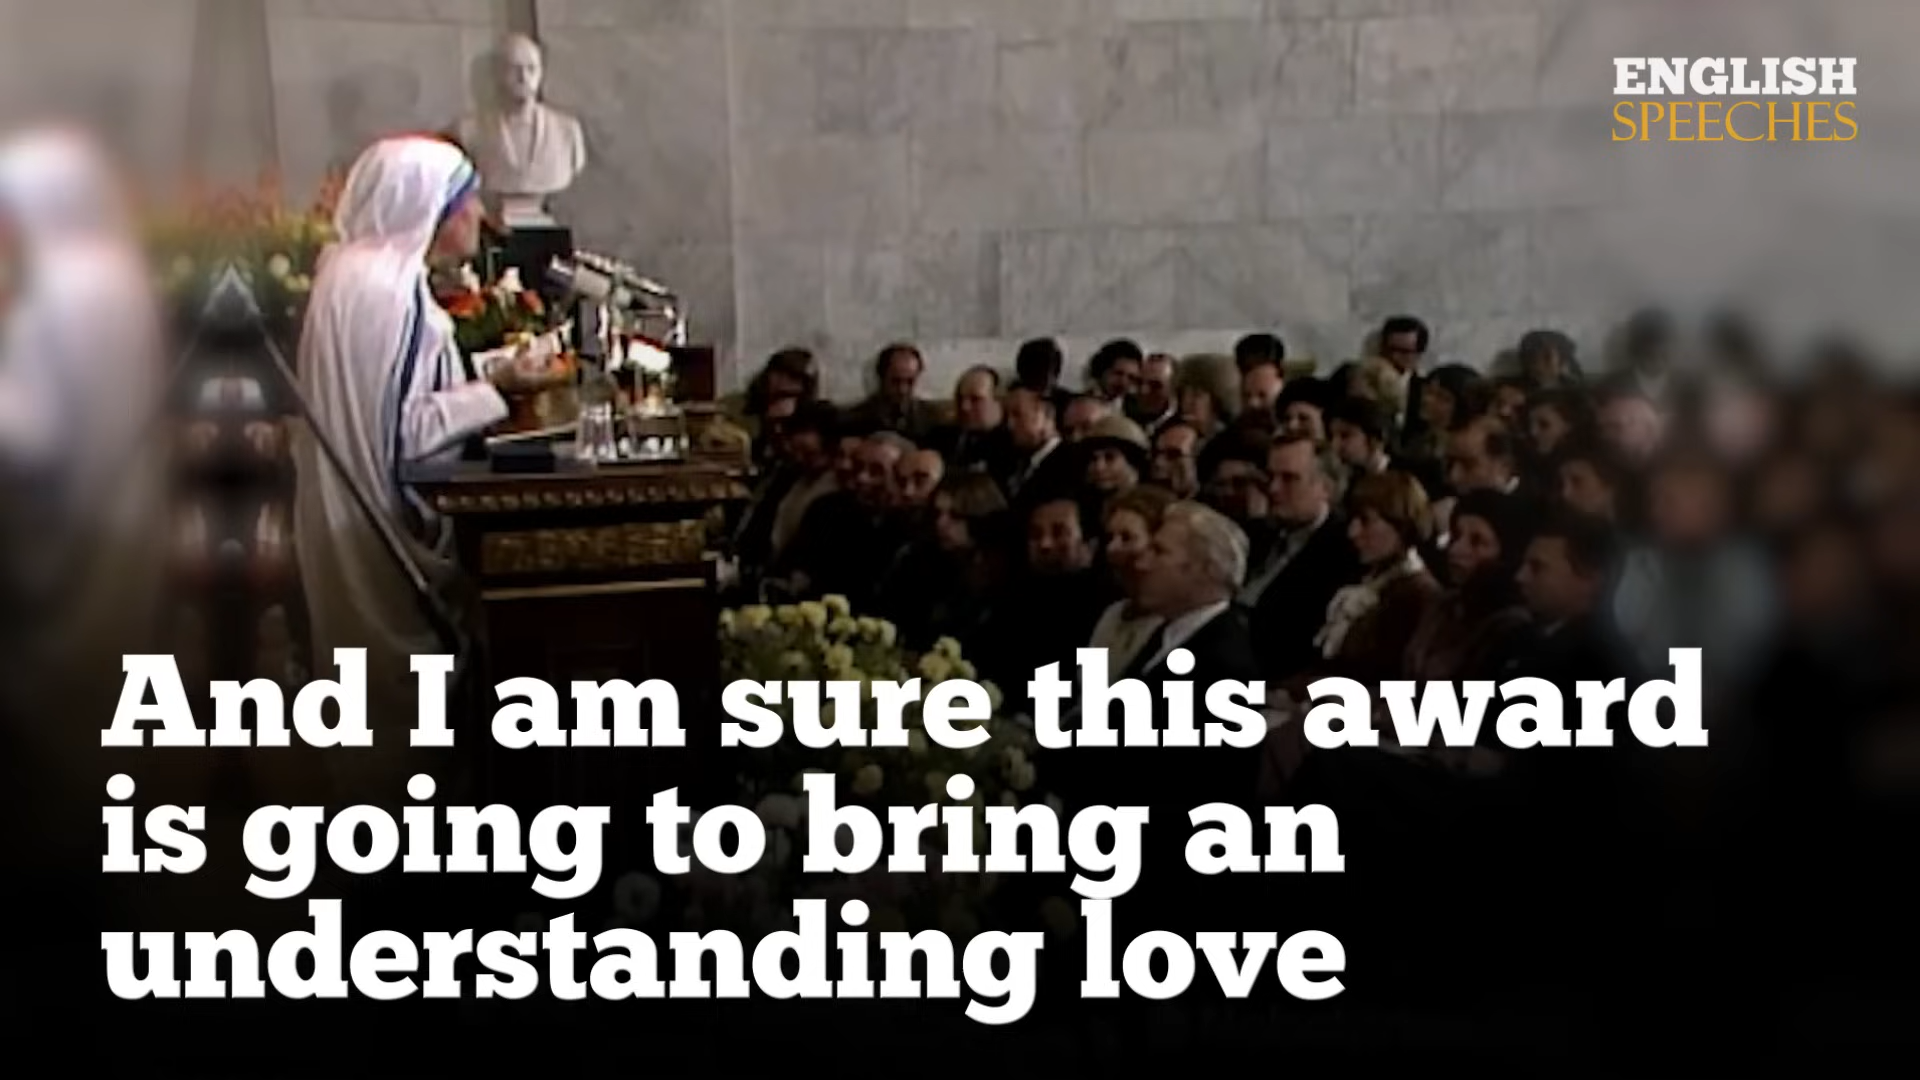 ENGLISH
SPEECHES
And I am sure this award
is going to bring an
understanding love